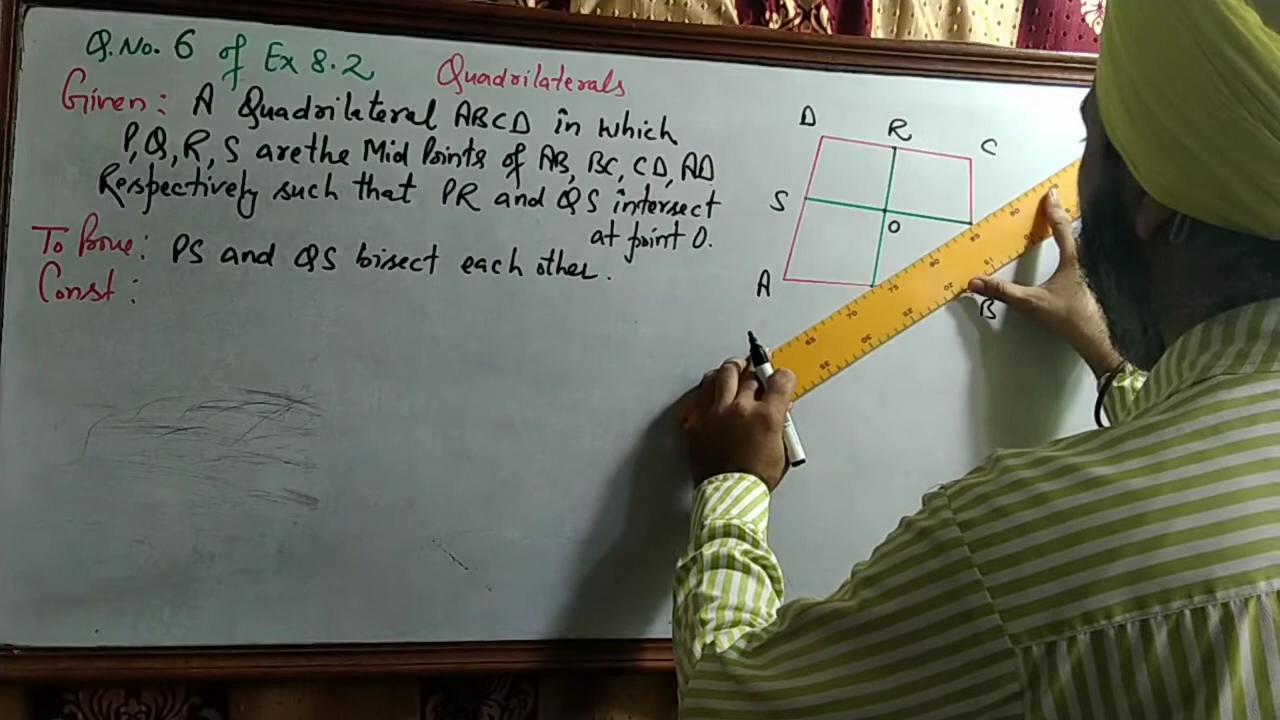 Q.No. 6 of Ex 8.2
Quadrilaterals
Given: A Quadrilateral ABCD in which
P,Q,R,S are the Mid Points of AB, BC, CD, AD
Respectively such that PR and QS intersect
at point O.
To Prove: PS and QS bisect each other.
Const:
D R C
S O
A B